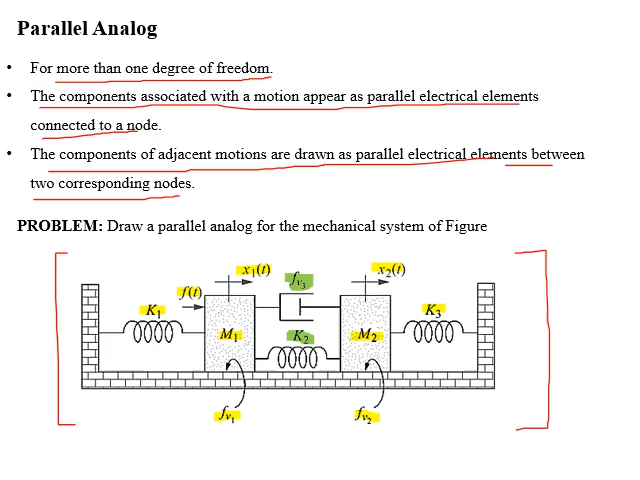 Parallel Analog
• For more than one degree of freedom.
• The components associated with a motion appear as parallel electrical elements
connected to a node.
• The components of adjacent motions are drawn as parallel electrical elements between
two corresponding nodes.
PROBLEM: Draw a parallel analog for the mechanical system of Figure
x₁(t) fᵥ₃ x₂(t)
f(t)
K₁ K₃
M₁ K₂ M₂
fᵥ₁ fᵥ₂